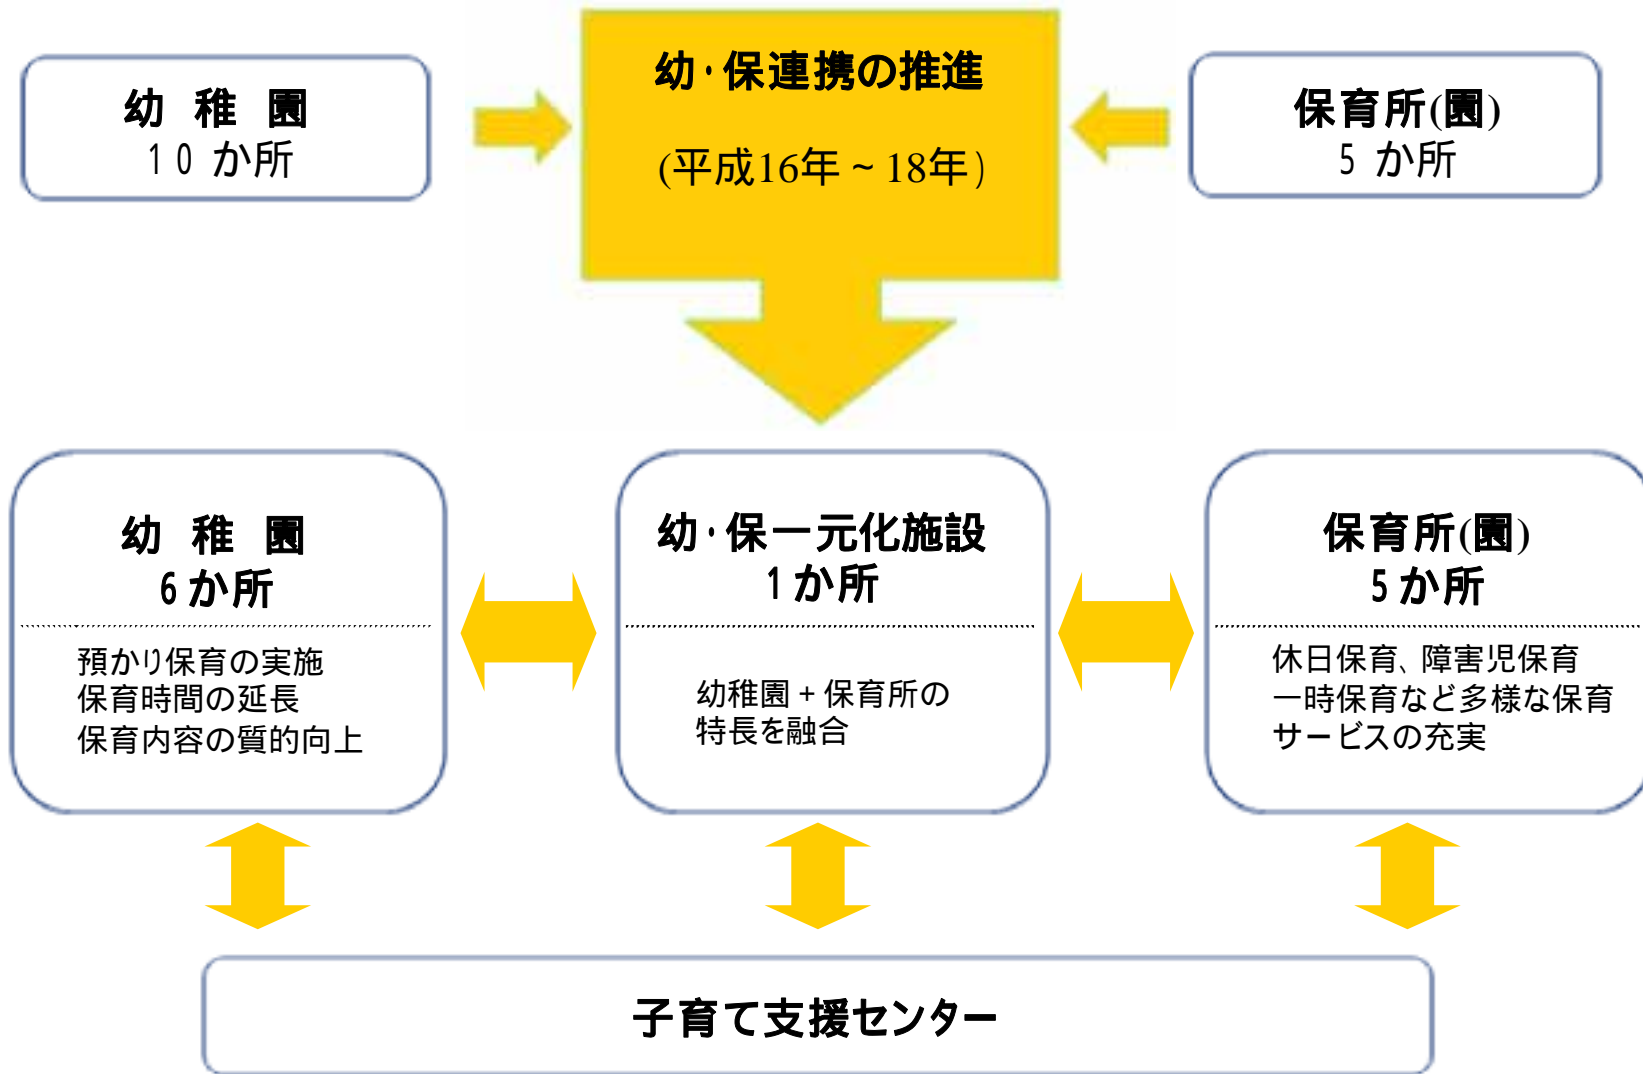 幼稚園
10か所
幼・保連携の推進
(平成16年~18年)
保育所(園)
5か所
幼稚園
6か所
預かり保育の実施
保育時間の延長
保育内容の質的向上
幼・保一元化施設
1か所
幼稚園+保育所の
特長を融合
保育所(園)
5か所
休日保育、障害児保育
一時保育など多様な保育
サービスの充実
子育て支援センター